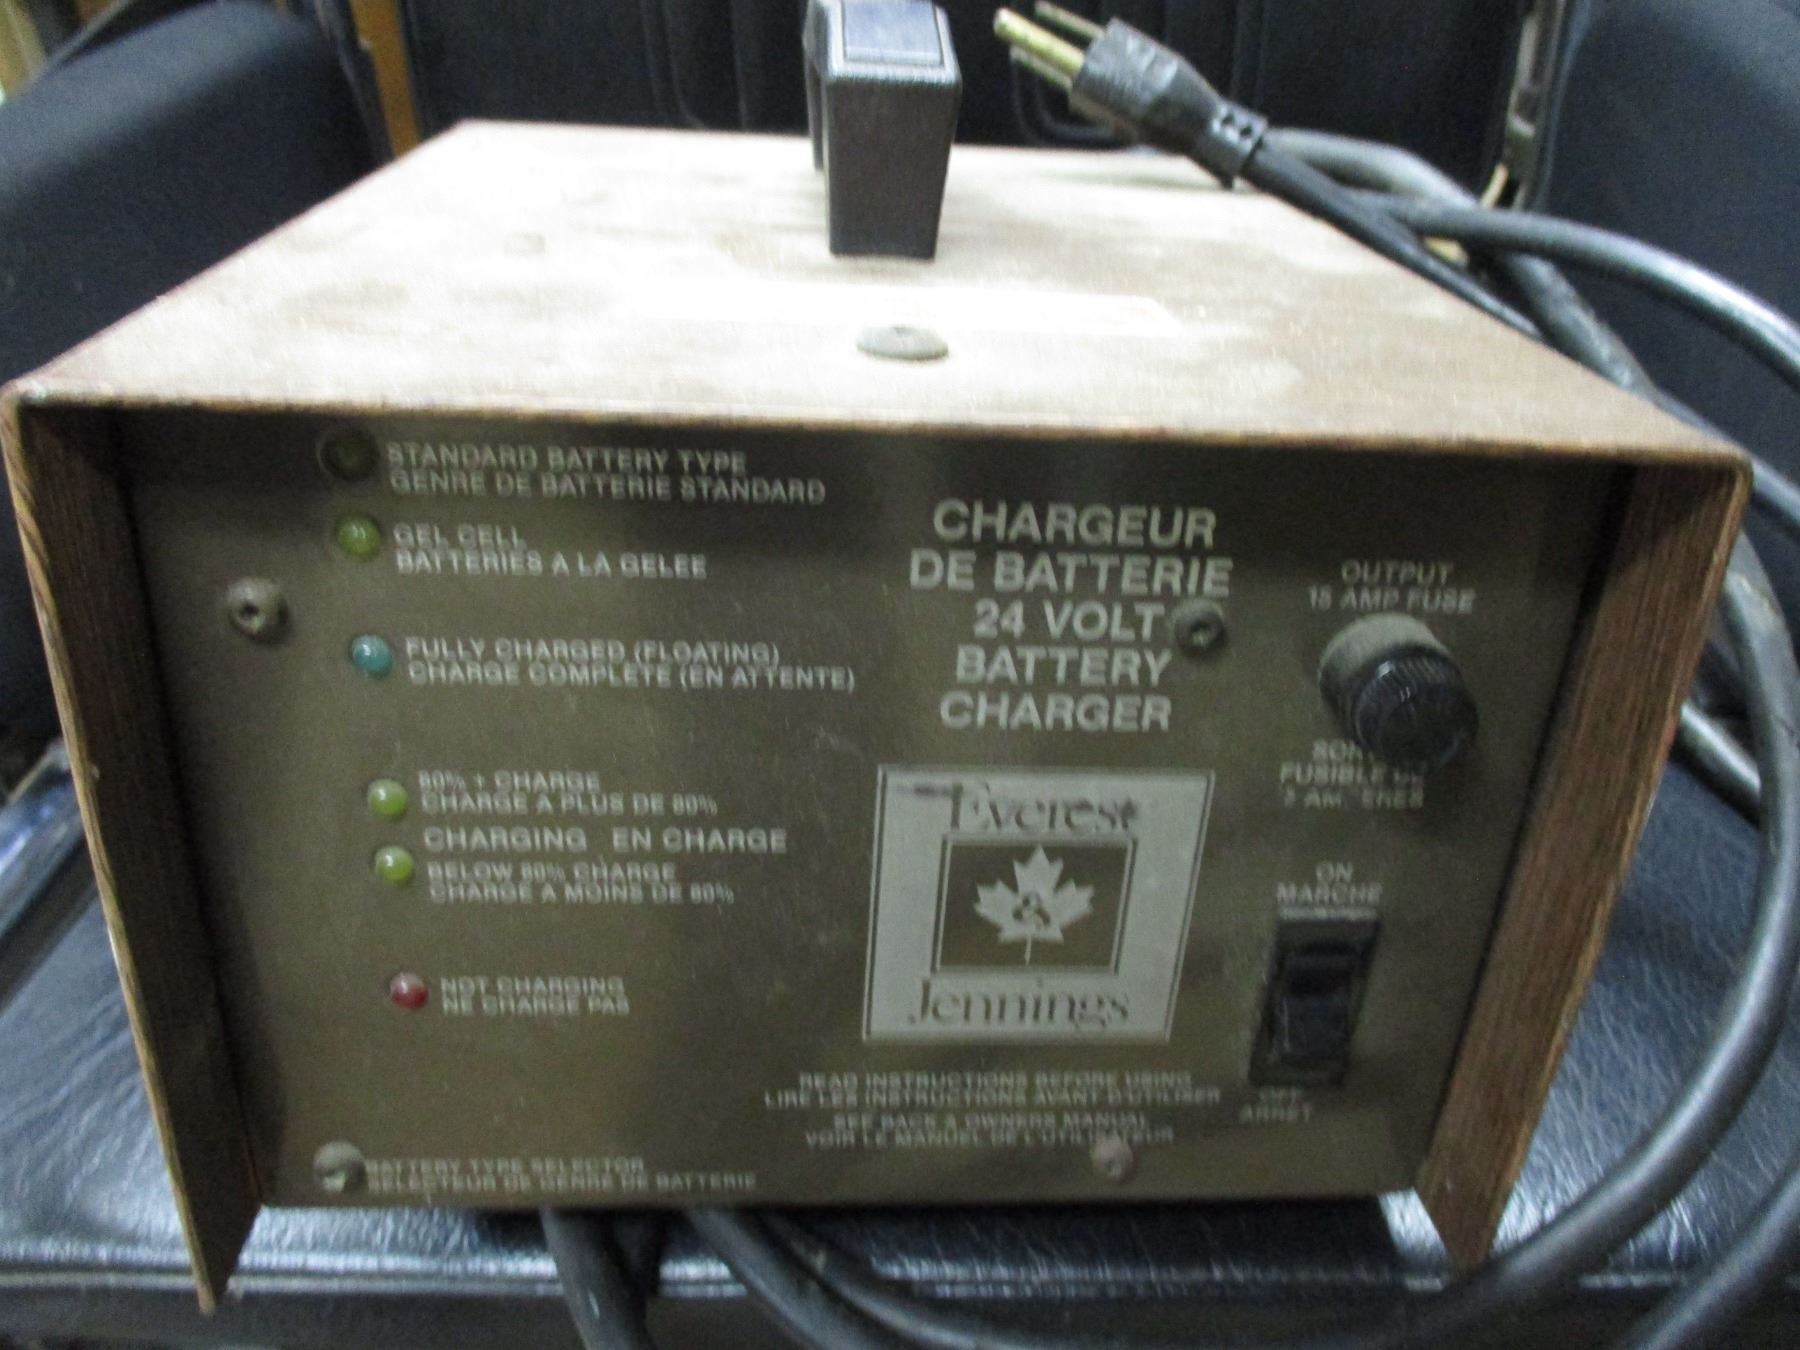 STANDARD BATTERY TYPE
GENRE DE BATTERIE STANDARD
GEL CELL
BATTERIES A LA GELEE
FULLY CHARGED (FLOATING)
CHARGE COMPLETE (EN ATTENTE)
80% + CHARGE
CHARGE A PLUS DE 80%
CHARGING EN CHARGE
BELOW 80% CHARGE
CHARGE A MOINS DE 80%
NOT CHARGING
NE CHARGE PAS
BATTERY TYPE SELECTOR
SELECTEUR DE GENRE DE BATTERIE
CHARGEUR
DE BATTERIE
24 VOLT
BATTERY
CHARGER
Everest
&
Jennings
READ INSTRUCTIONS BEFORE USING
LIRE LES INSTRUCTIONS AVANT D'UTILISER
SEE BACK & OWNERS MANUAL
VOIR LE MANUEL DE L'UTILISATEUR
OUTPUT
15 AMP FUSE
FUSIBLE
ON
MARCHE
OFF
ARRET